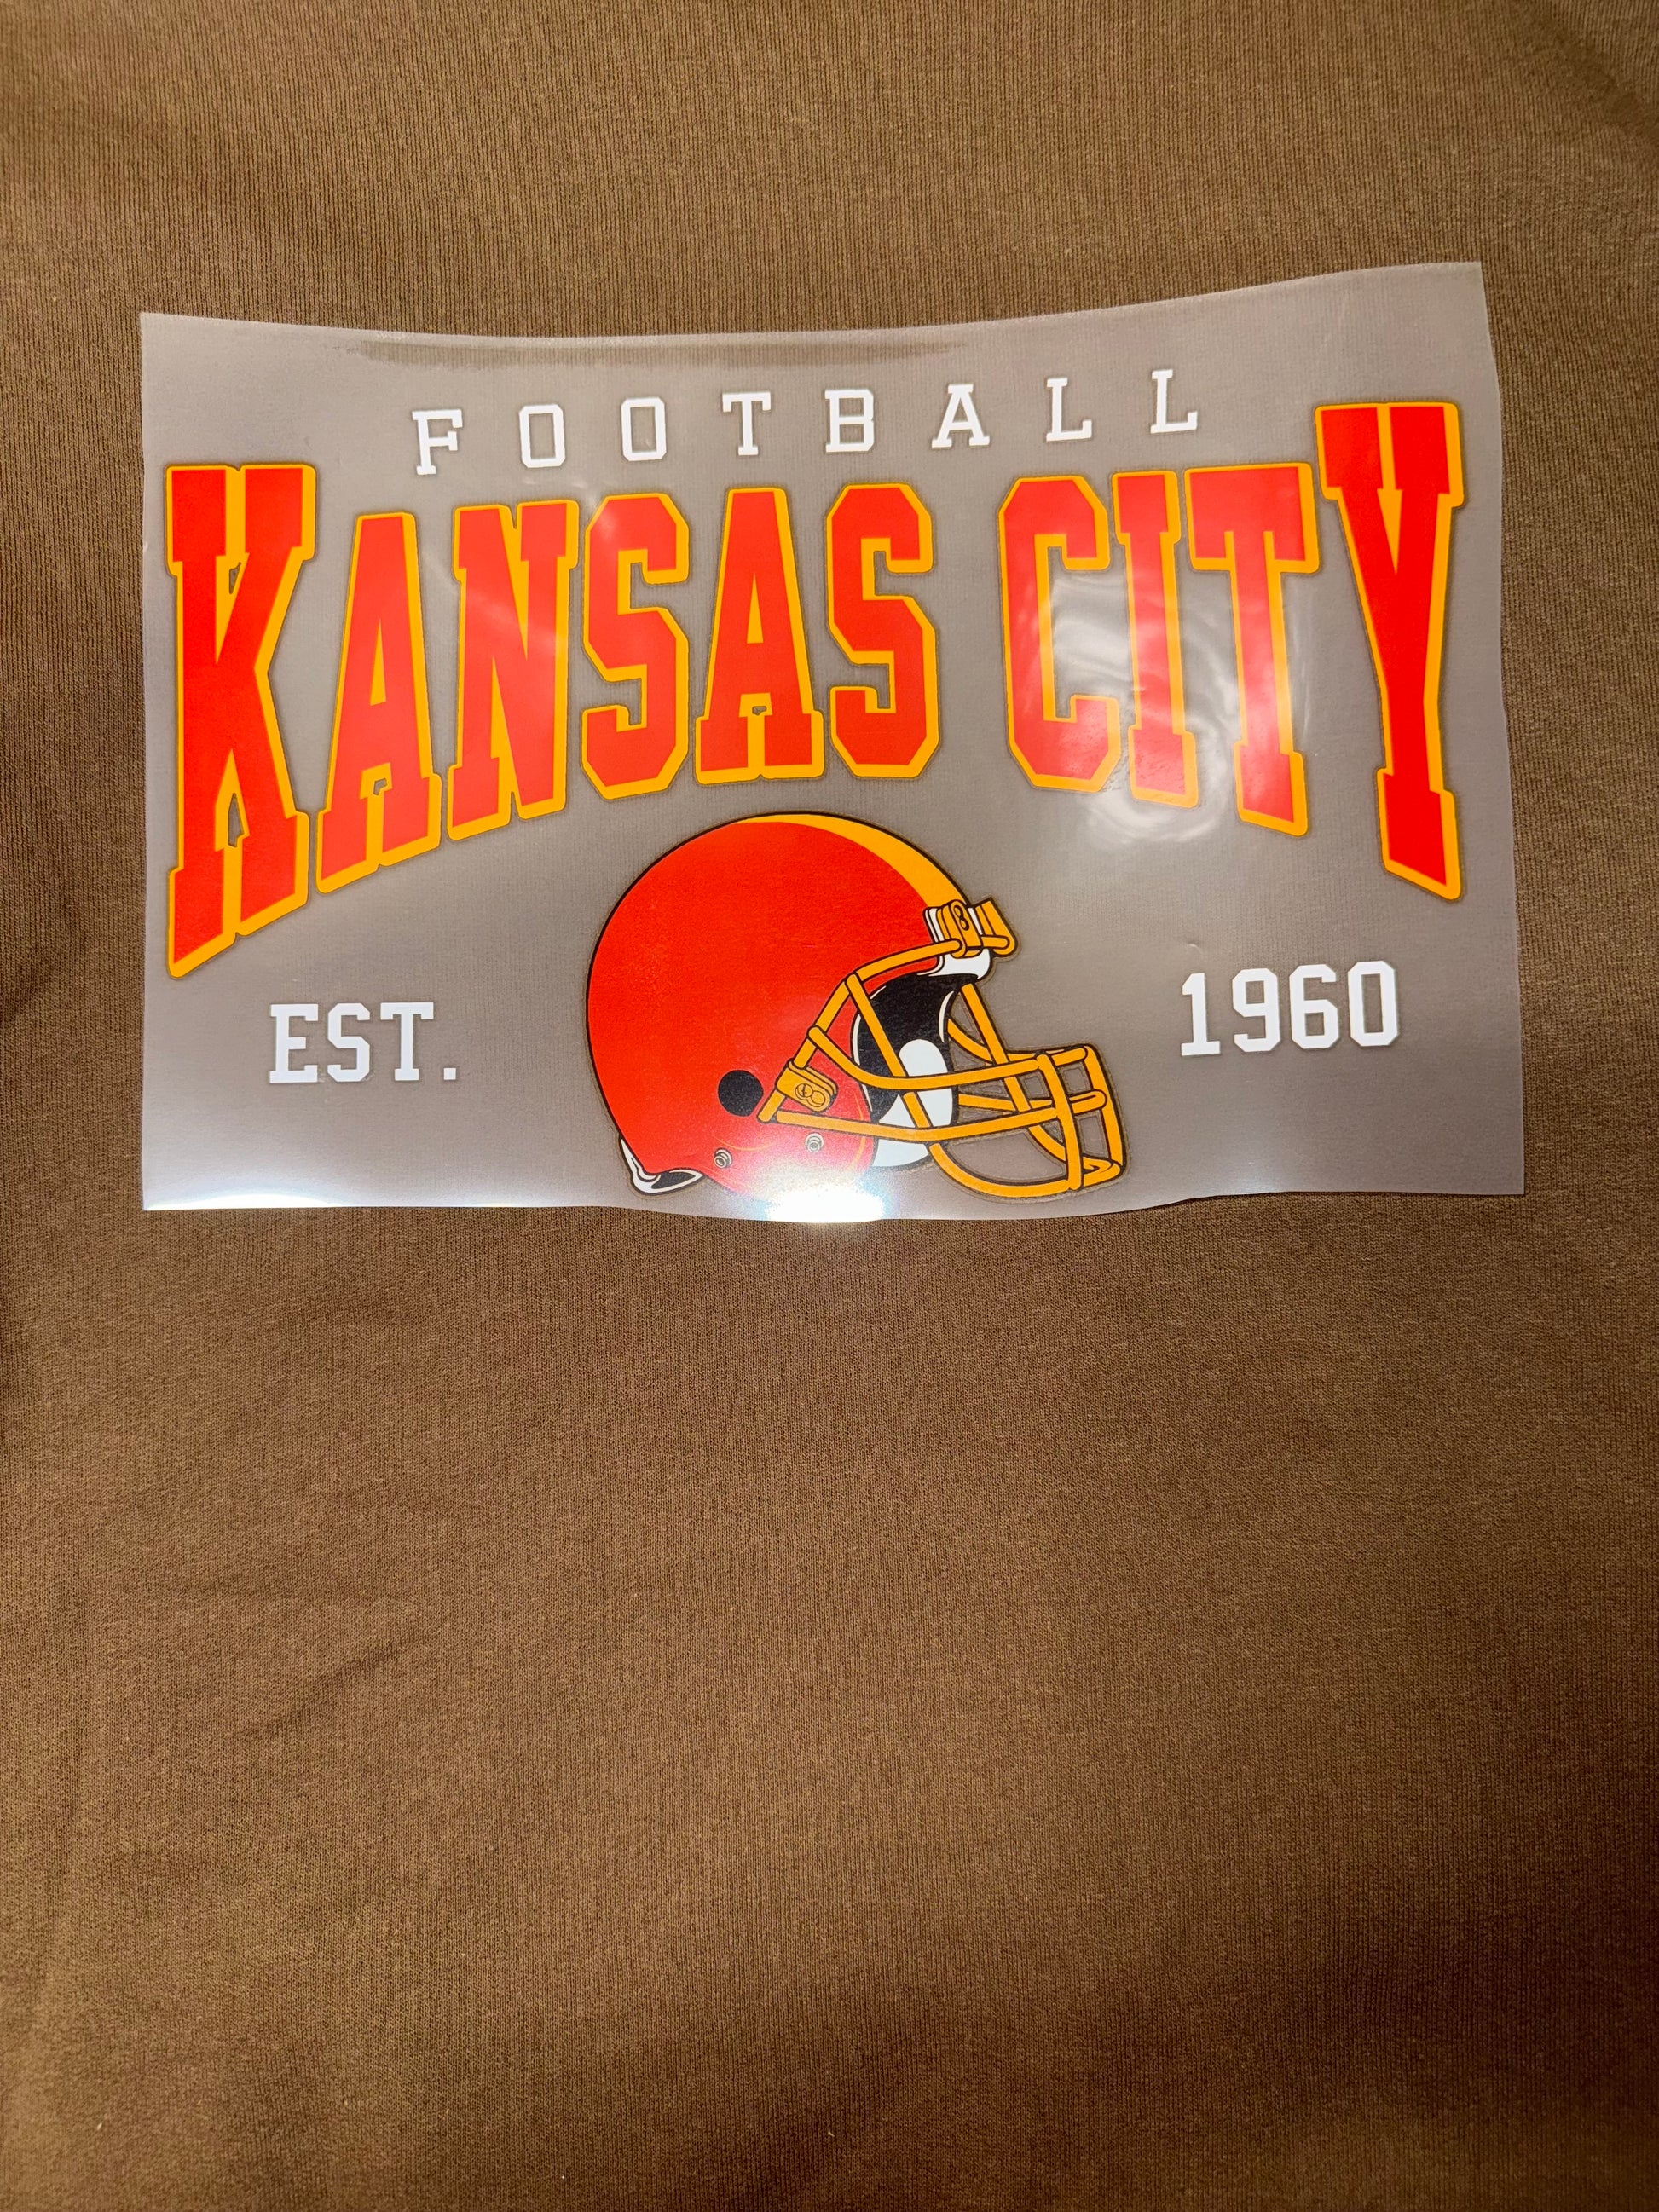 FOOTBALL
KANSAS CITY
EST. 1960